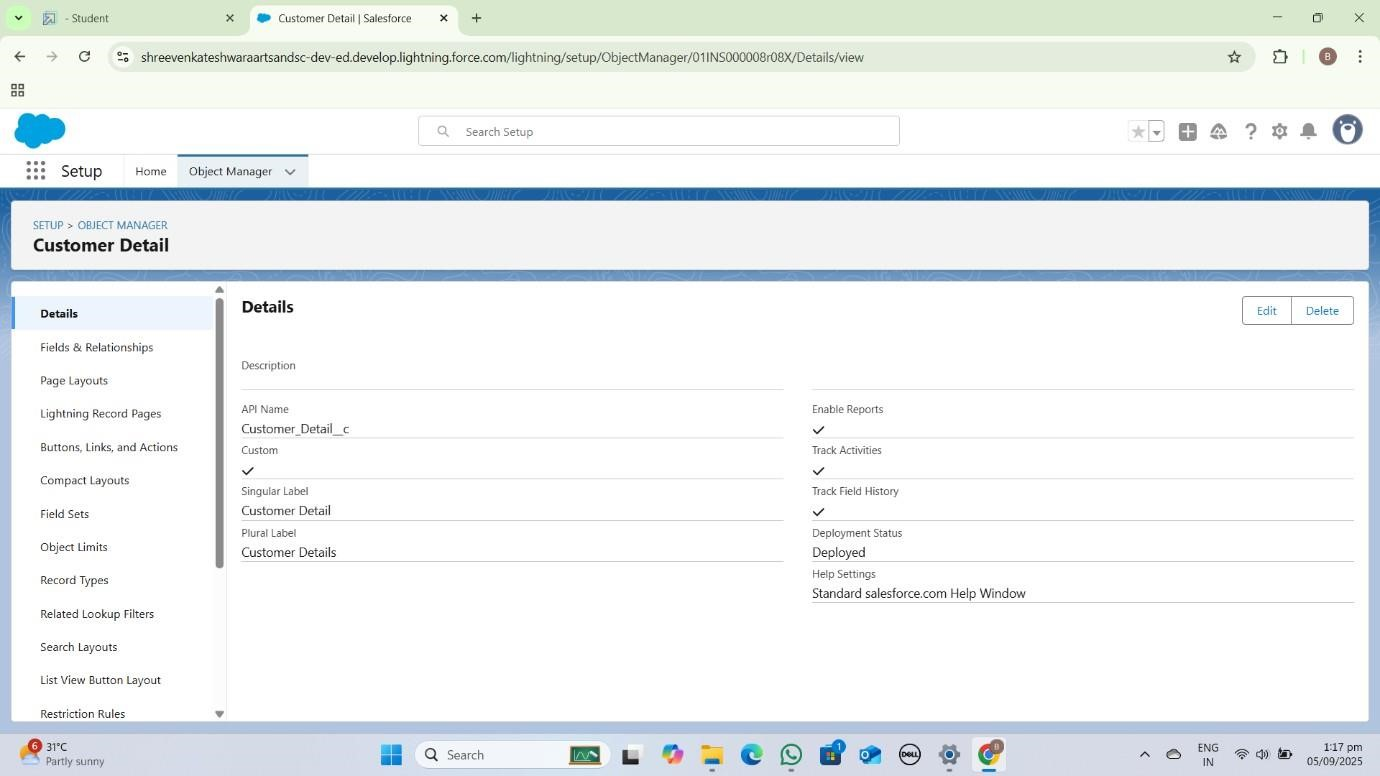 - Student
Customer Detail | Salesforce
shreevenkateshwaraartsandsc-dev-ed.develop.lightning.force.com/lightning/setup/ObjectManager/01INS000008r08X/Details/view
B
Search Setup
Setup
Home
Object Manager
SETUP > OBJECT MANAGER
Customer Detail
Details
Fields & Relationships
Page Layouts
Lightning Record Pages
Buttons, Links, and Actions
Compact Layouts
Field Sets
Object Limits
Record Types
Related Lookup Filters
Search Layouts
List View Button Layout
Restriction Rules
Details
Edit
Delete
Description
API Name
Customer_Detail__c
Custom
Singular Label
Customer Detail
Plural Label
Customer Details
Enable Reports
Track Activities
Track Field History
Deployment Status
Deployed
Help Settings
Standard salesforce.com Help Window
6
31°C
Partly sunny
Search
1
DELL
B
ENG
IN
1:17 pm
05/09/2025